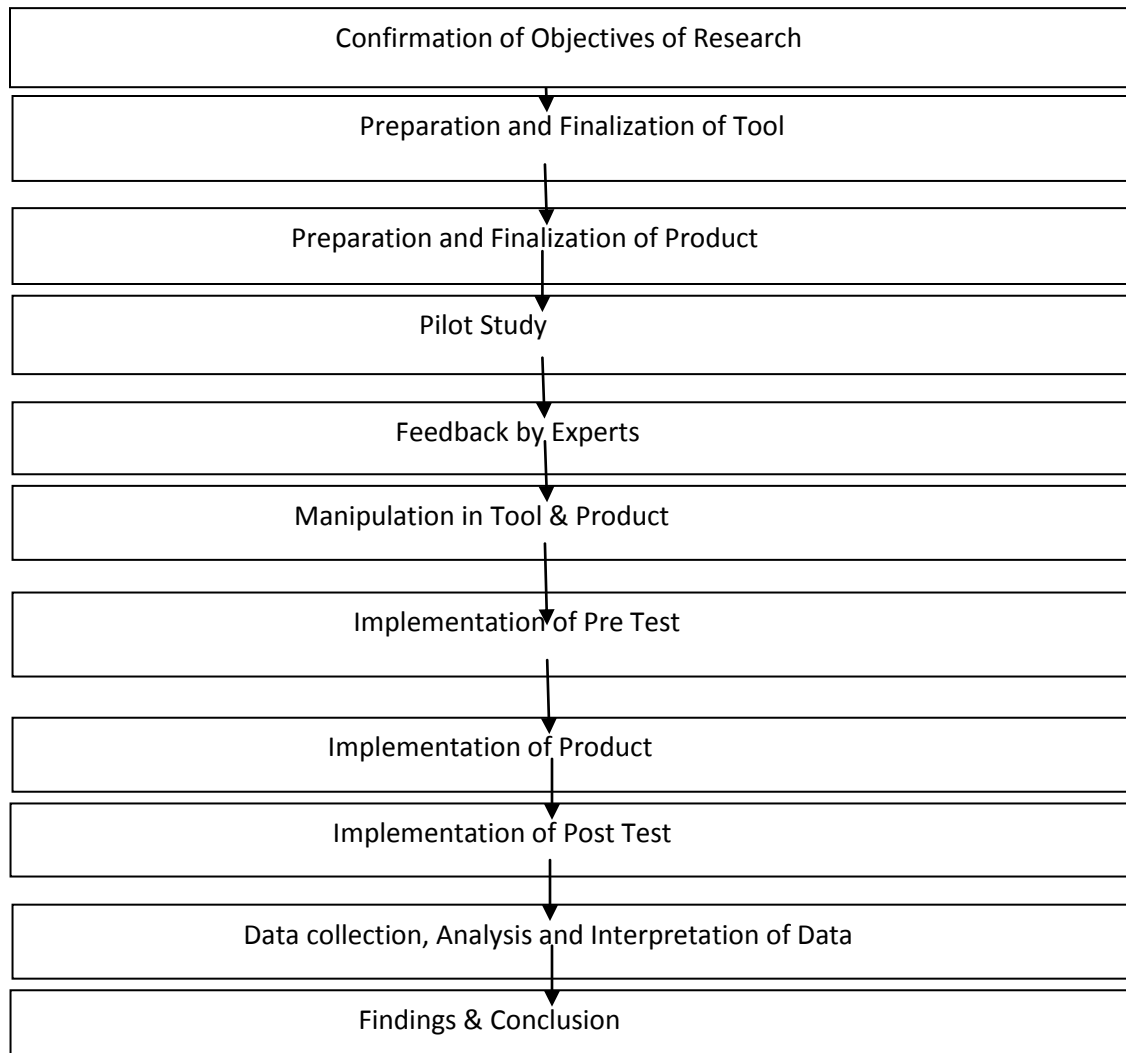 Confirmation of Objectives of Research
Preparation and Finalization of Tool
Preparation and Finalization of Product
Pilot Study
Feedback by Experts
Manipulation in Tool & Product
Implementation of Pre Test
Implementation of Product
Implementation of Post Test
Data collection, Analysis and Interpretation of Data
Findings & Conclusion